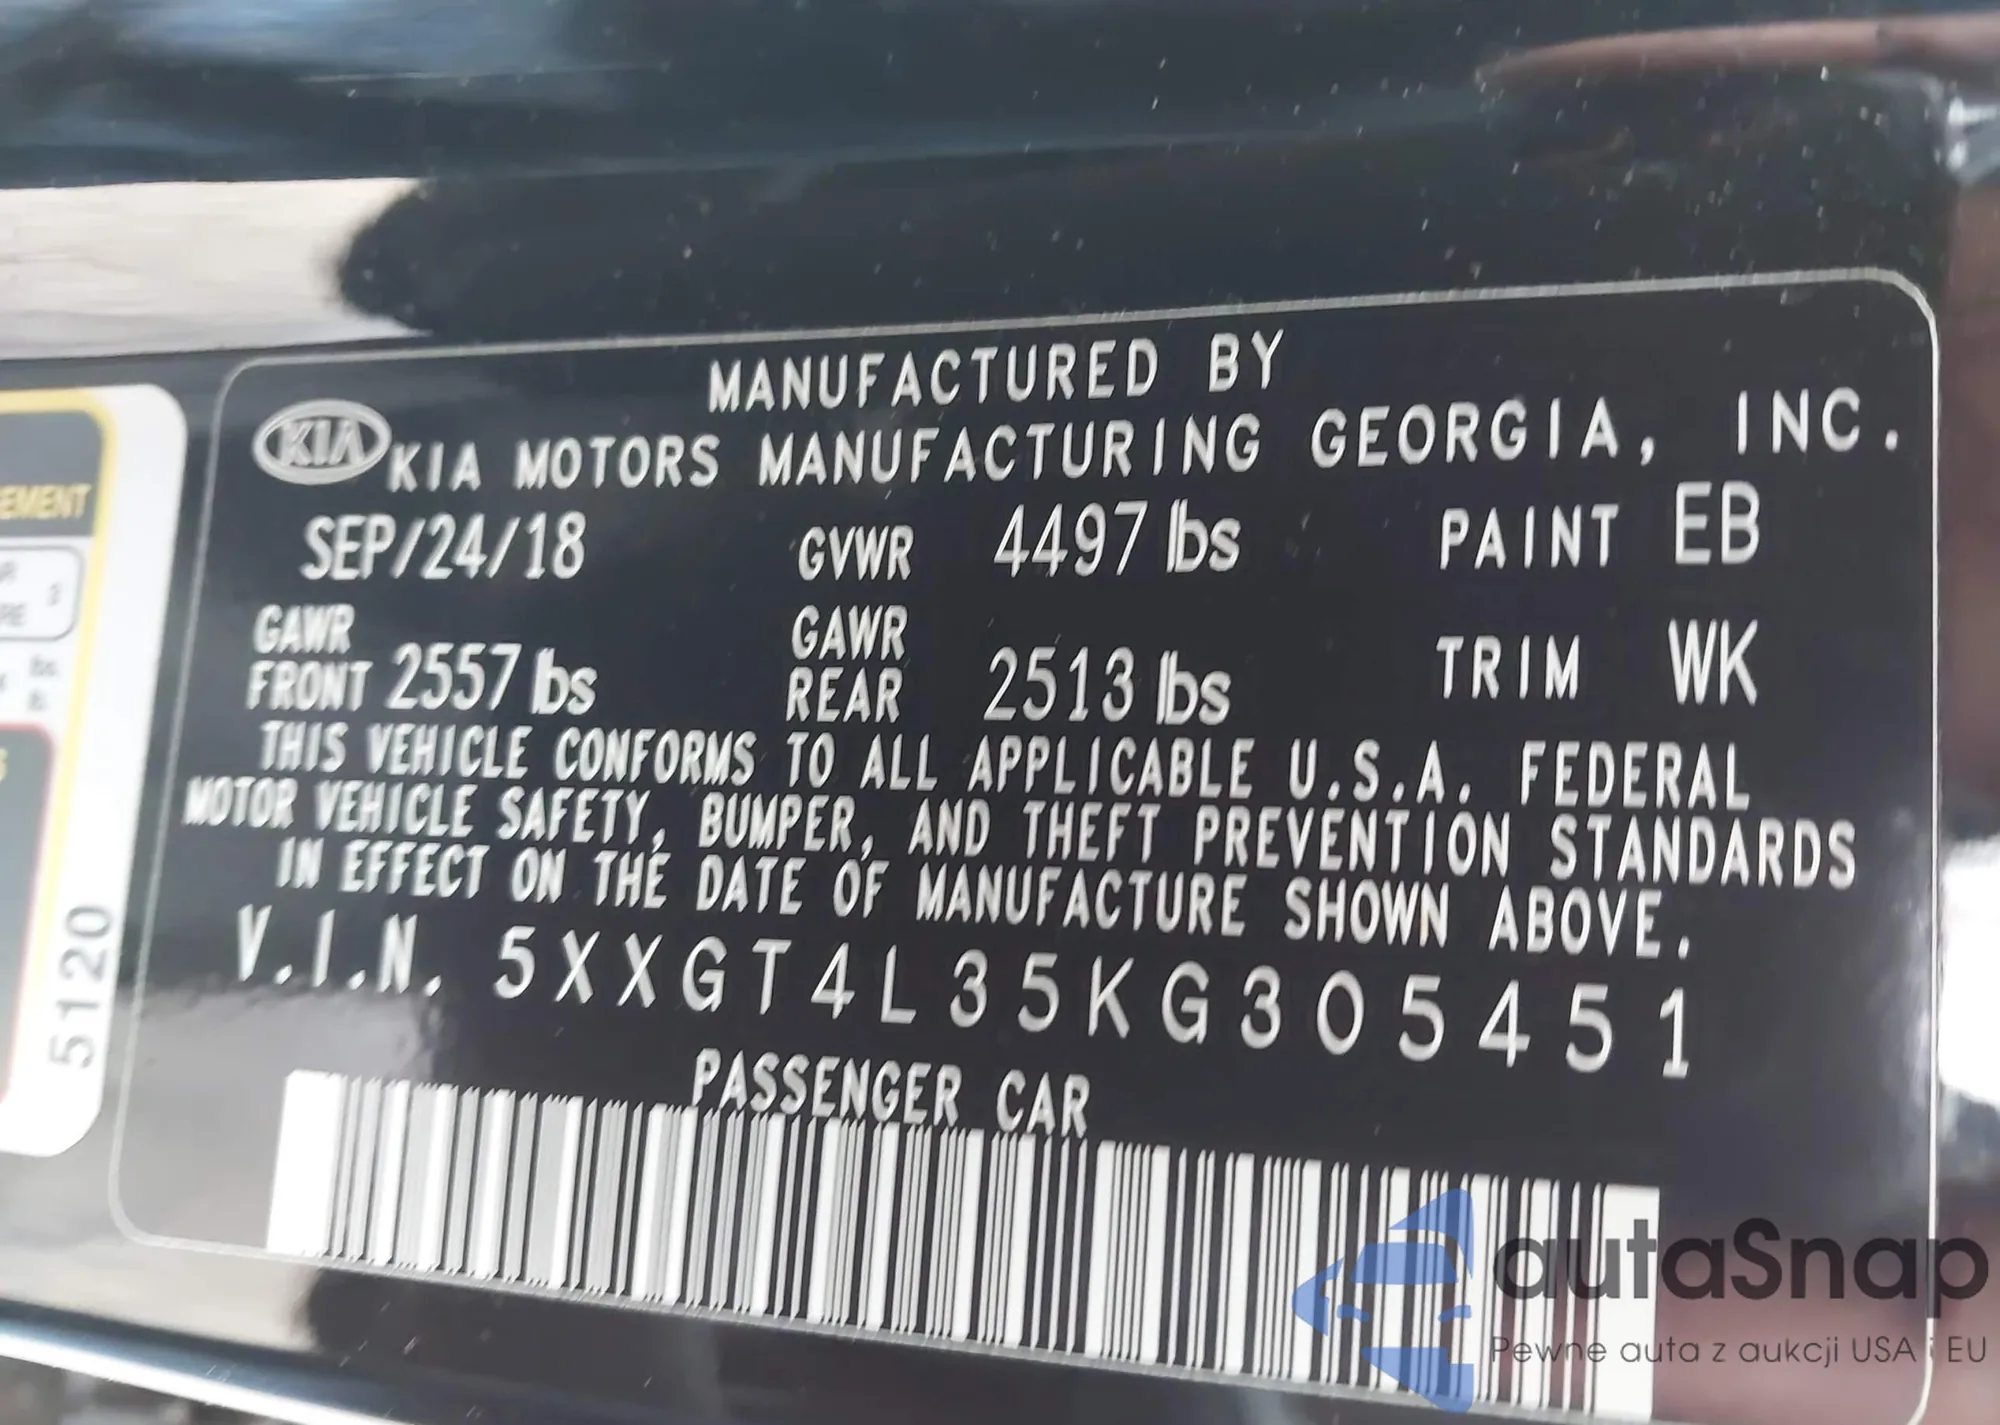 MANUFACTURED BY
KIA KIA MOTORS MANUFACTURING GEORGIA, INC.
SEP/24/18 GVWR 4497 lbs PAINT EB
GAWR FRONT 2557 lbs GAWR REAR 2513 lbs TRIM WK
THIS VEHICLE CONFORMS TO ALL APPLICABLE U.S.A. FEDERAL
MOTOR VEHICLE SAFETY, BUMPER, AND THEFT PREVENTION STANDARDS
IN EFFECT ON THE DATE OF MANUFACTURE SHOWN ABOVE.
V.I.N. 5XXGT4L35KG305451
PASSENGER CAR
5120
autaSnap
Pewne auta z aukcji USA i EU